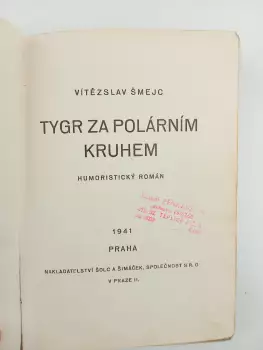 VÍTĚZSLAV ŠMEJC
TYGR ZA POLÁRNÍM
KRUHEM
HUMORISTICKÝ ROMÁN
1941
PRAHA
NAKLADATELSTVÍ ŠOLC A ŠIMÁČEK, SPOLEČNOST S R. O
V PRAZE II.